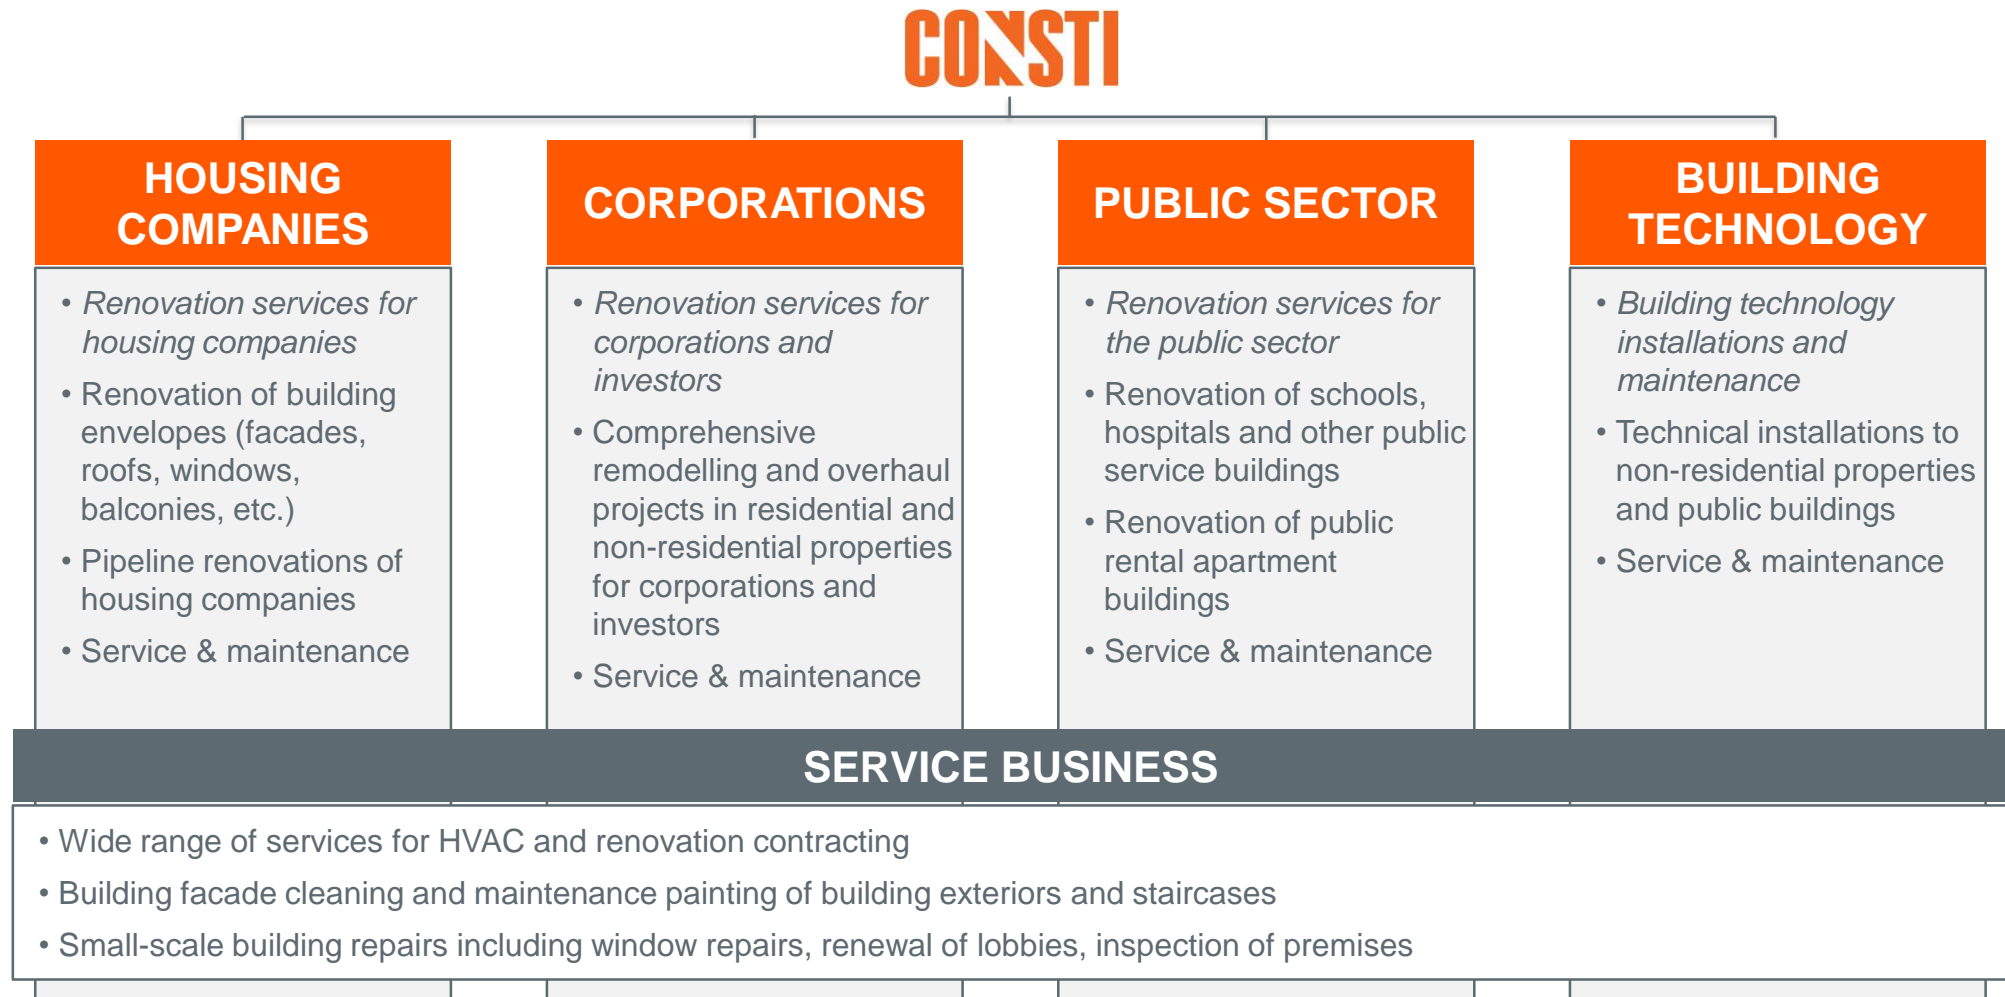 CONSTI
HOUSING
COMPANIES
• Renovation services for
housing companies
• Renovation of building
envelopes (facades,
roofs, windows,
balconies, etc.)
• Pipeline renovations of
housing companies
• Service & maintenance
CORPORATIONS
• Renovation services for
corporations and
investors
• Comprehensive
remodelling and overhaul
projects in residential and
non-residential properties
for corporations and
investors
• Service & maintenance
PUBLIC SECTOR
• Renovation services for
the public sector
• Renovation of schools,
hospitals and other public
service buildings
• Renovation of public
rental apartment
buildings
• Service & maintenance
BUILDING
TECHNOLOGY
• Building technology
installations and
maintenance
• Technical installations to
non-residential properties
and public buildings
• Service & maintenance
SERVICE BUSINESS
• Wide range of services for HVAC and renovation contracting
• Building facade cleaning and maintenance painting of building exteriors and staircases
• Small-scale building repairs including window repairs, renewal of lobbies, inspection of premises